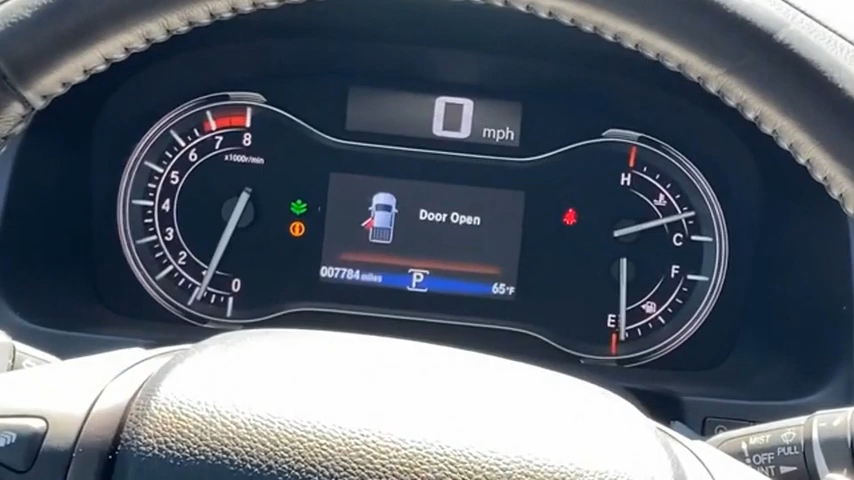 0 mph
8
7
6
5
4
3
2
0
x1000r/min
Door Open
007784 miles
P
65°F
H
C
F
E
MIST
OFF
PULL
INT